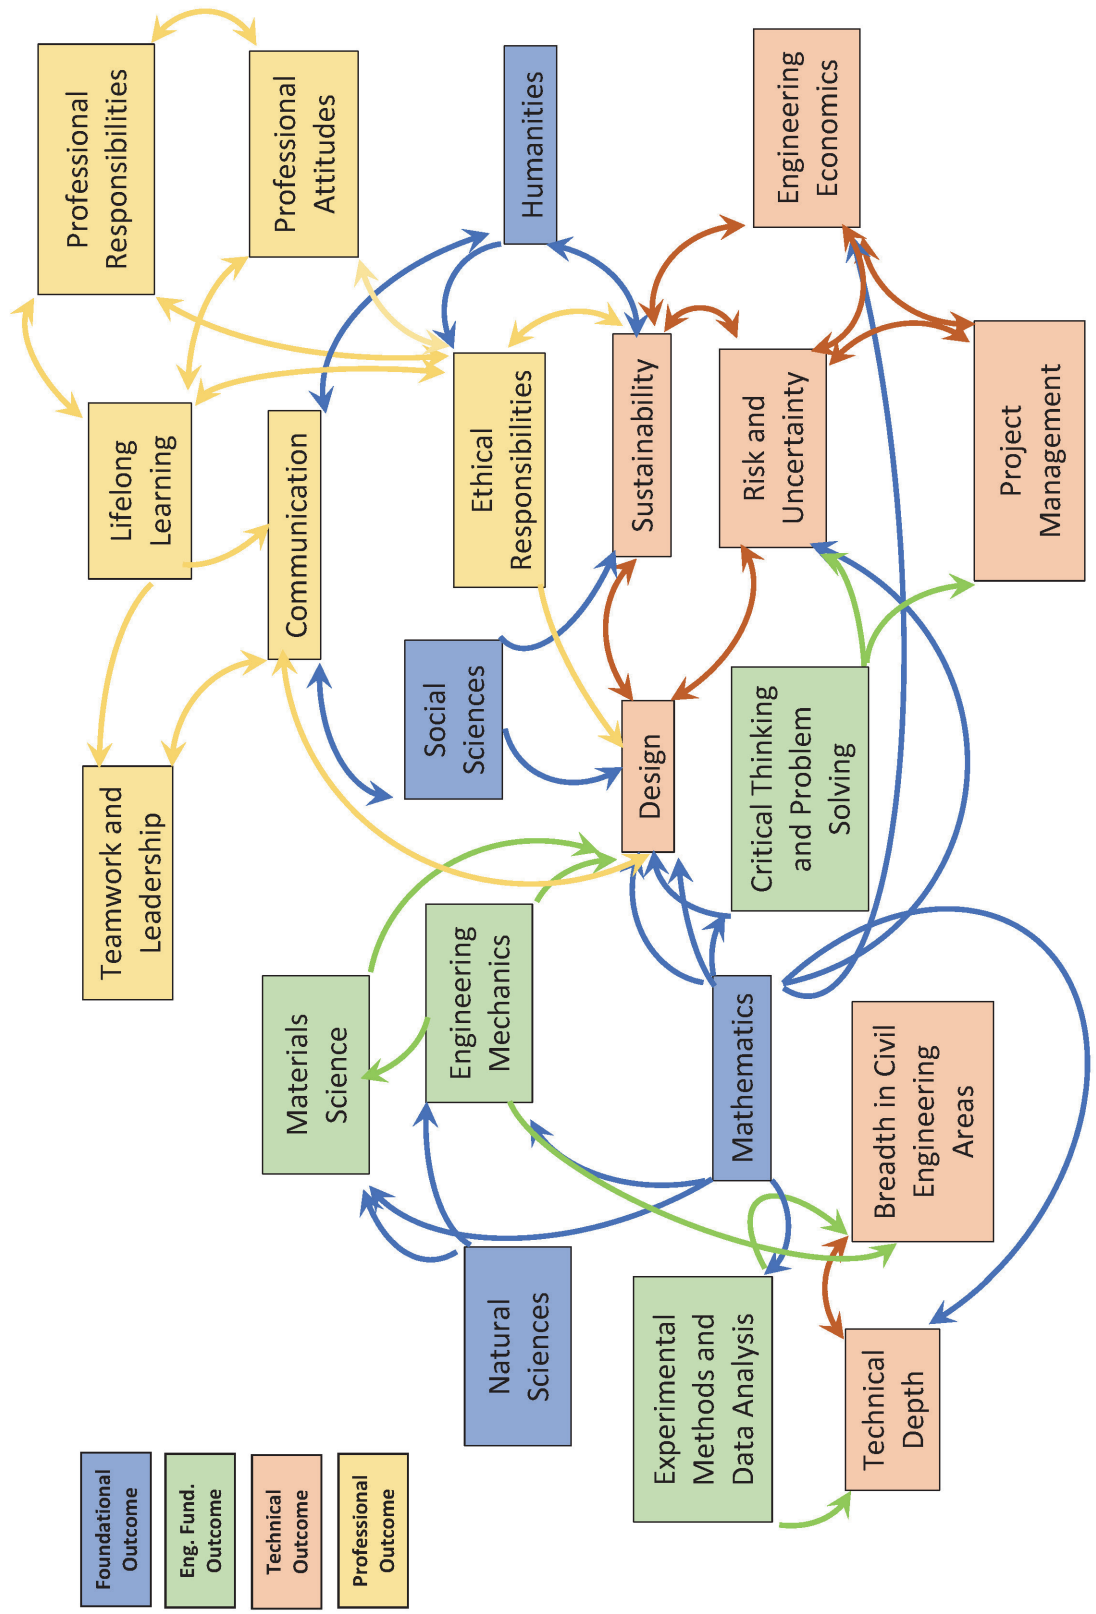 Foundational
Outcome
Eng. Fund.
Outcome
Technical
Outcome
Professional
Outcome
Teamwork and
Leadership
Lifelong
Learning
Professional
Responsibilities
Professional
Attitudes
Materials
Science
Communication
Natural
Sciences
Engineering
Mechanics
Social
Sciences
Ethical
Responsibilities
Humanities
Experimental
Methods and
Data Analysis
Mathematics
Design
Sustainability
Critical Thinking
and Problem
Solving
Risk and
Uncertainty
Engineering
Economics
Technical
Depth
Breadth in Civil
Engineering
Areas
Project
Management